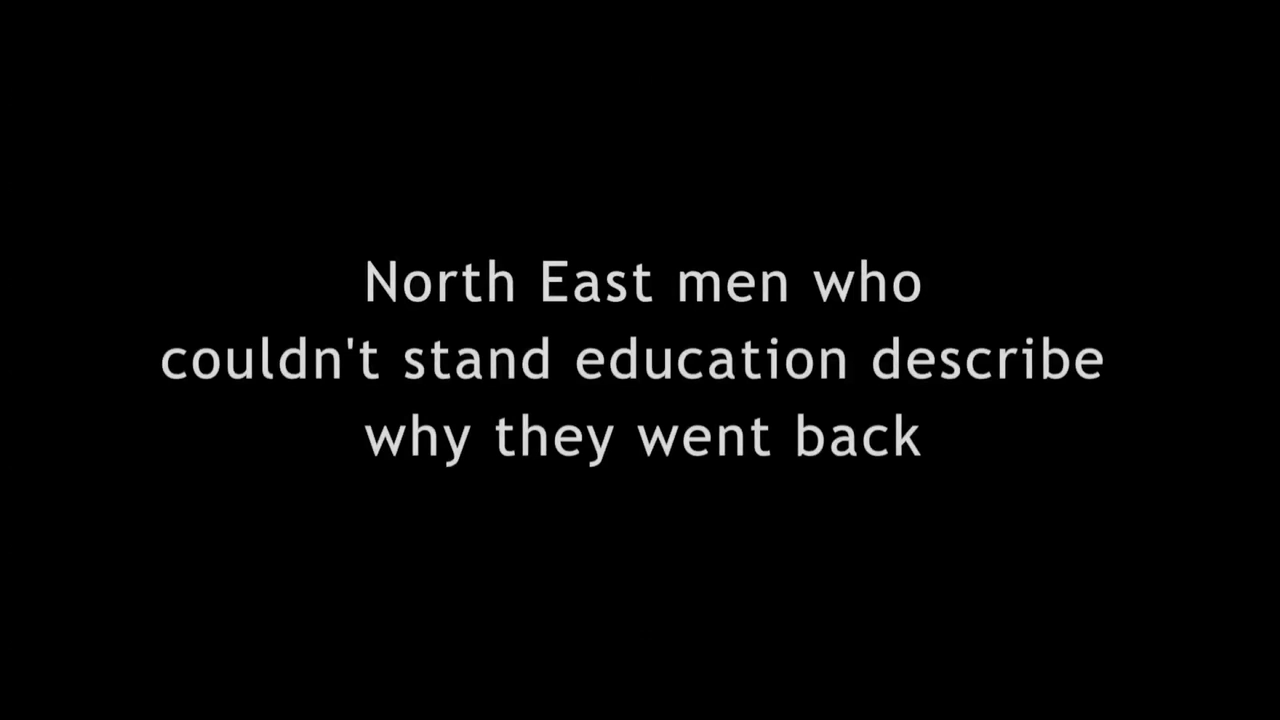 North East men who
couldn't stand education describe
why they went back